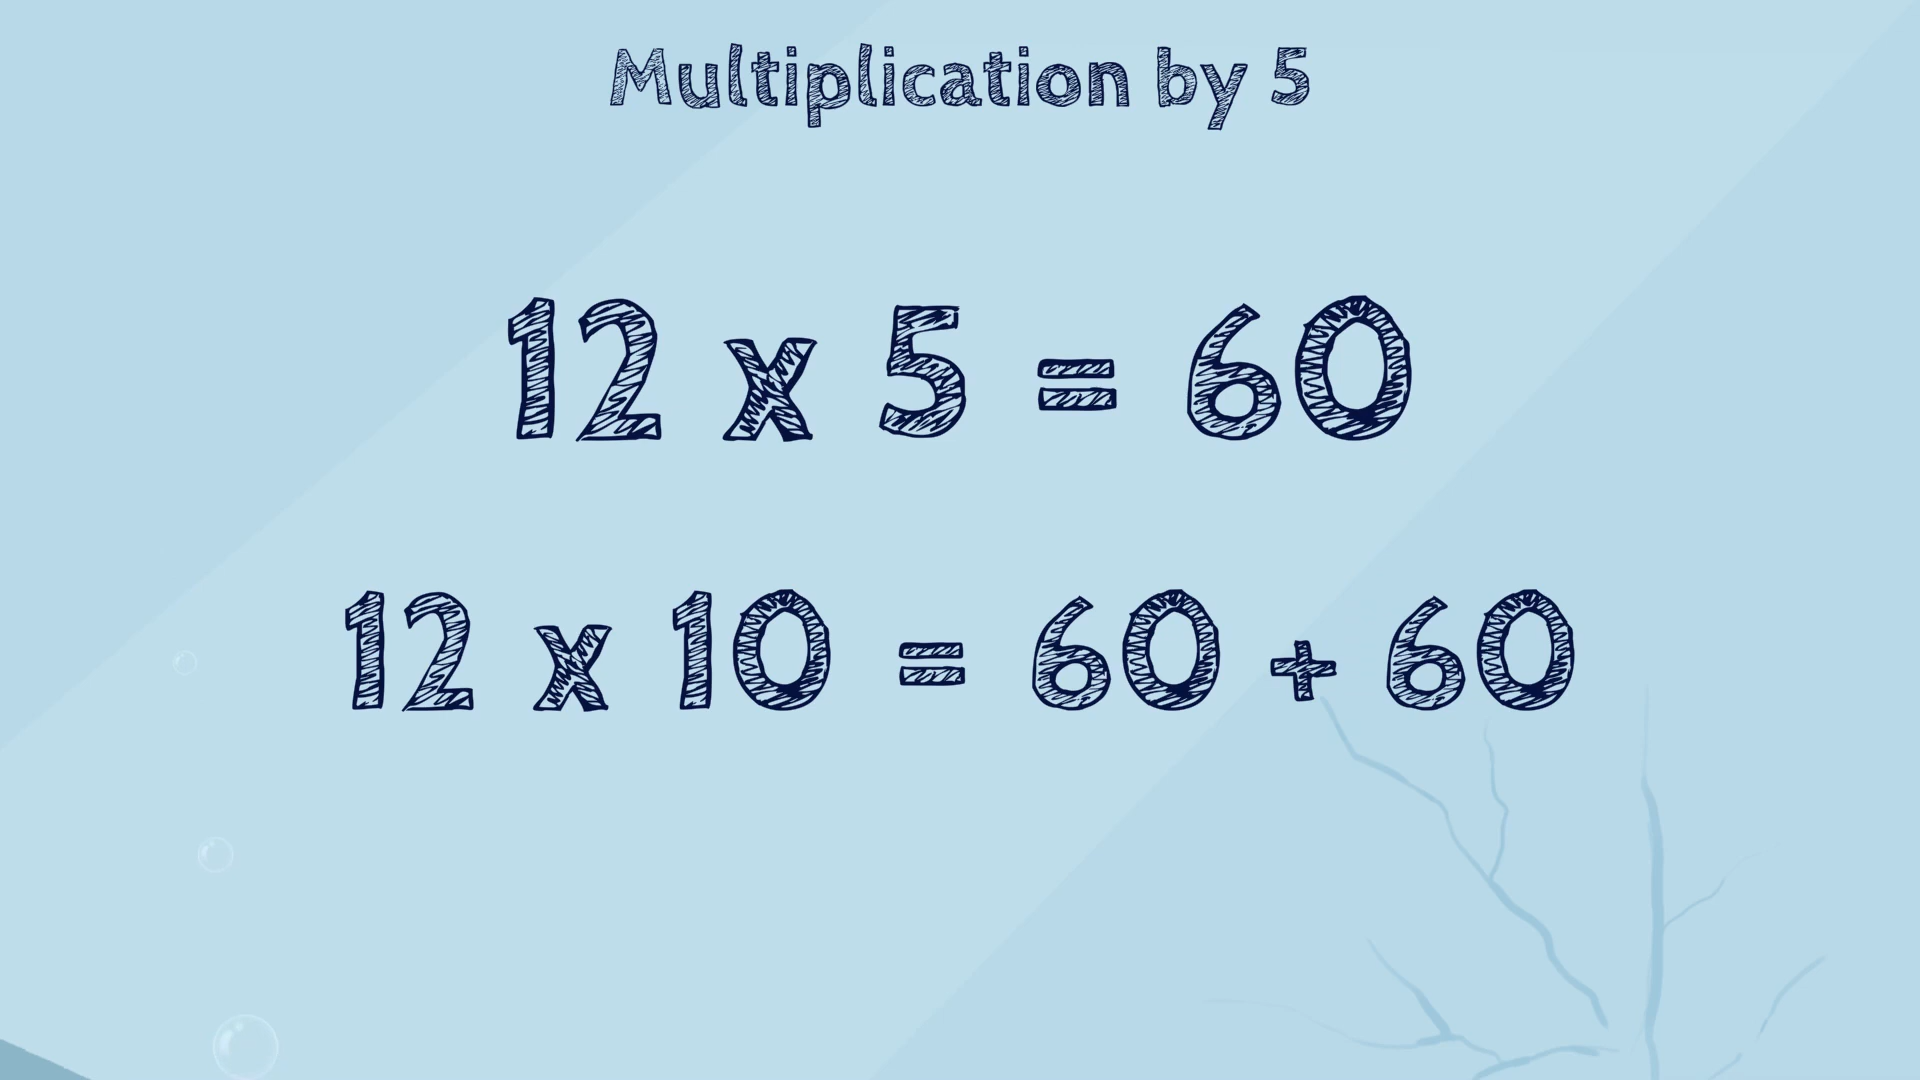 Multiplication by 5
12 x 5 = 60
12 x 10 = 60 + 60